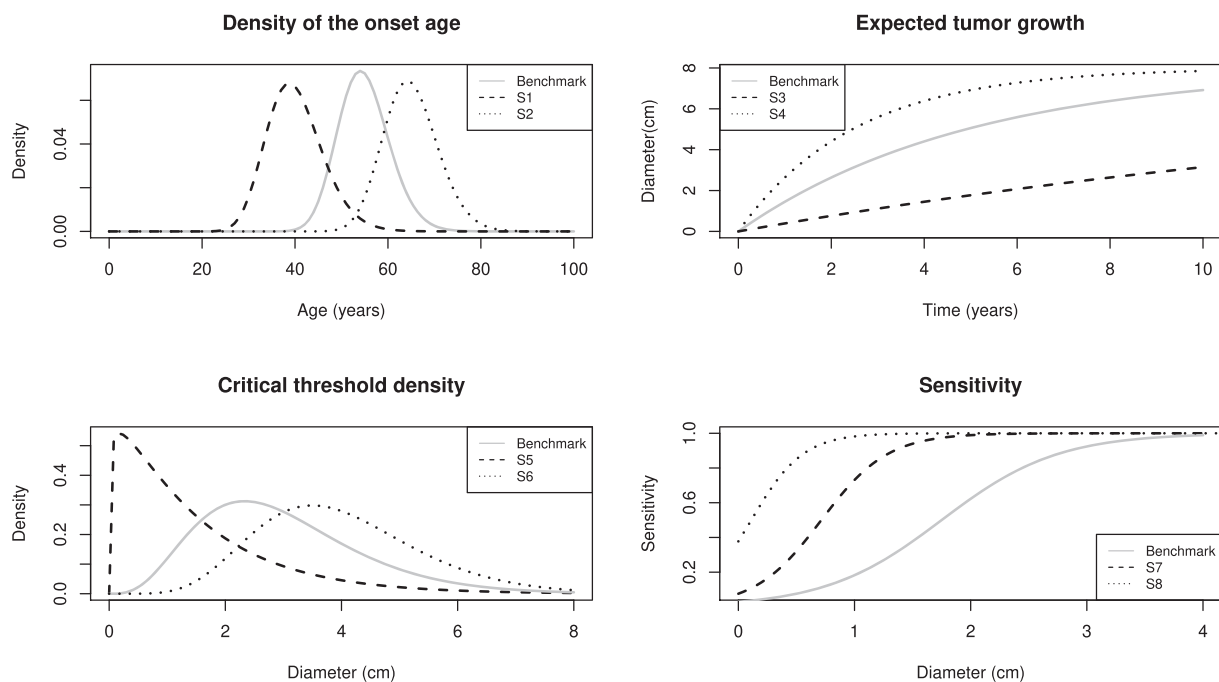 Density of the onset age
Density
0.00
0.04
0
20
40
60
80
100
Age (years)
Benchmark
S1
S2
Expected tumor growth
Diameter(cm)
0
2
4
6
8
0
2
4
6
8
10
Time (years)
Benchmark
S3
S4
Critical threshold density
Density
0.0
0.2
0.4
0
2
4
6
8
Diameter (cm)
Benchmark
S5
S6
Sensitivity
Sensitivity
0.2
0.6
1.0
0
1
2
3
4
Diameter (cm)
Benchmark
S7
S8